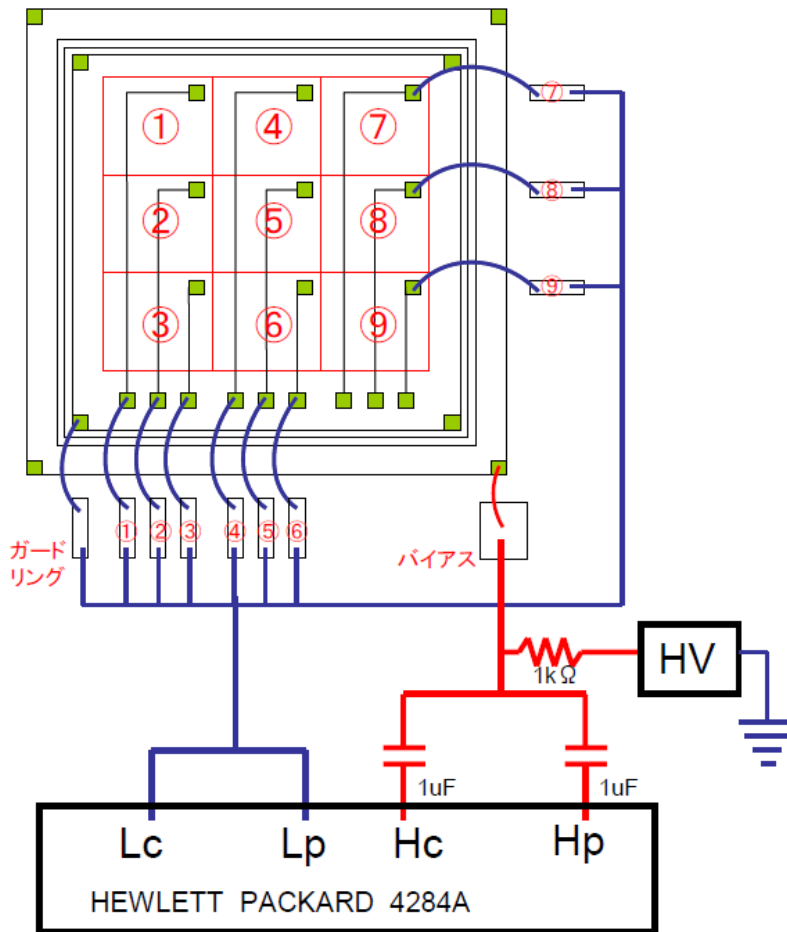 ① ④ ⑦ ⑦
② ⑤ ⑧ ⑧
③ ⑥ ⑨ ⑨
① ② ③ ④ ⑤ ⑥
ガード
リング
バイアス
HV
1kΩ
1uF 1uF
Lc Lp Hc Hp
HEWLETT PACKARD 4284A